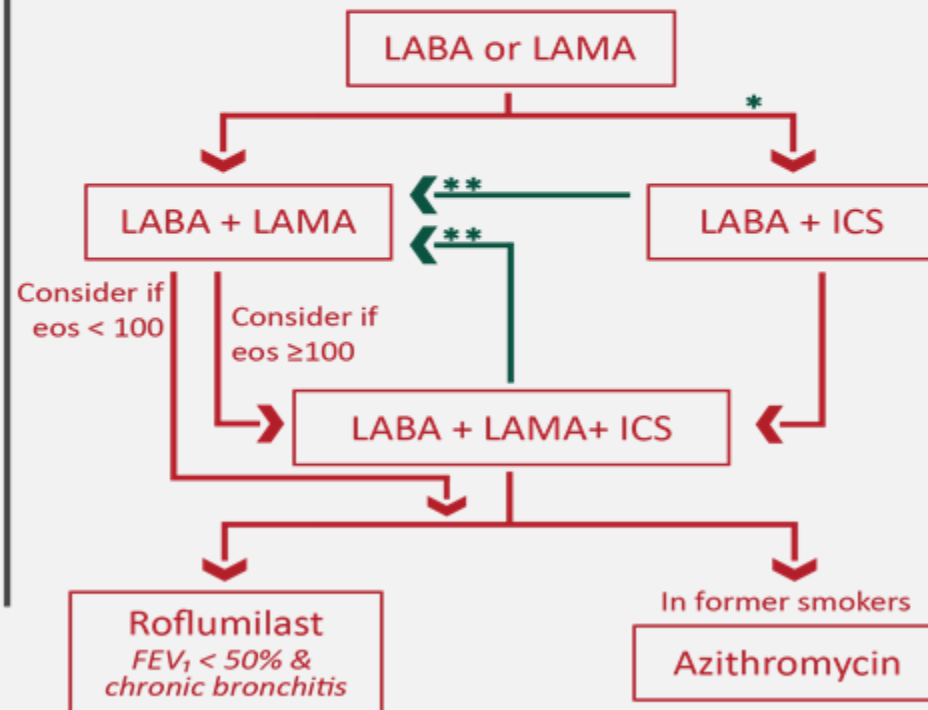 LABA or LAMA
*
**
LABA + LAMA
LABA + ICS
**
Consider if
eos < 100
Consider if
eos ≥100
LABA + LAMA+ ICS
In former smokers
Roflumilast
FEV₁ < 50% &
chronic bronchitis
Azithromycin